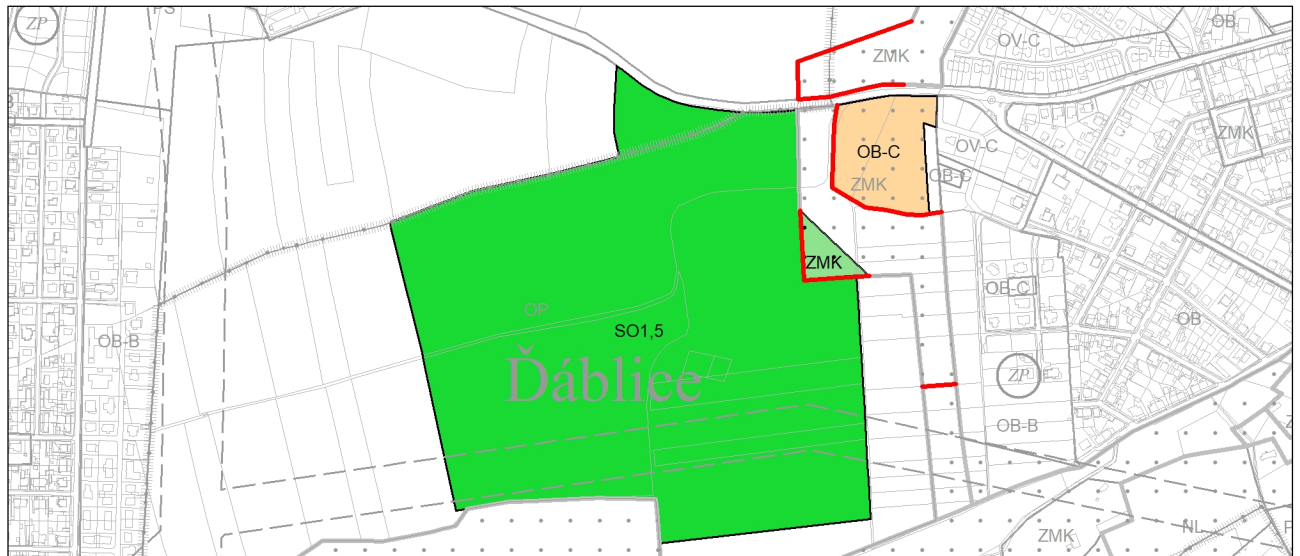 PS
ZP
ZMK
OV-C
OB
ZMK
OB-C
OV-C
OB-C
ZMK
ZMK
OB-C
OB
OP
SO1,5
OB-B
Ďáblice
ZP
OB-B
ZMK
NL